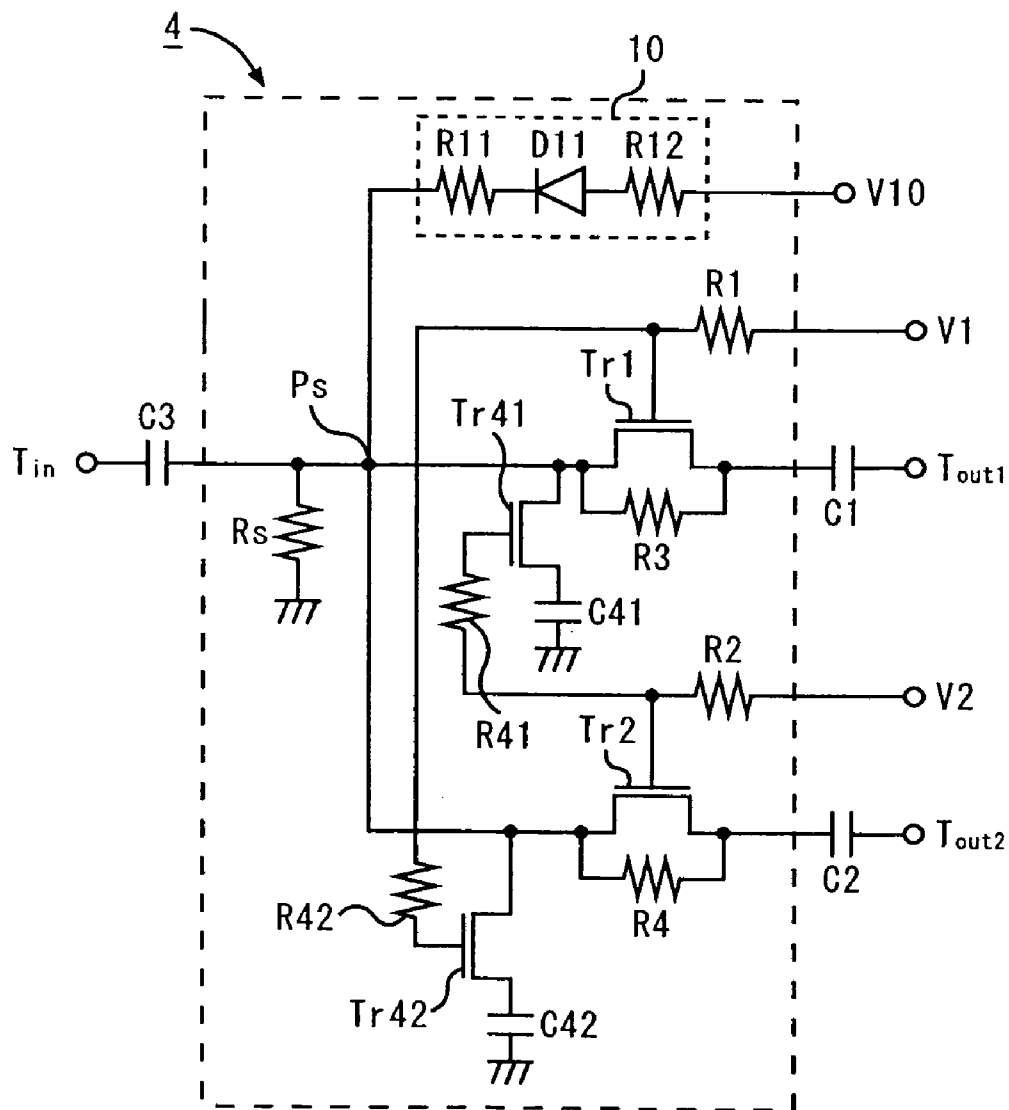 4
10
R11 D11 R12
V10
R1
V1
Tr1
Ps
Tr41
C3
Tin
Tout1
C1
Rs
R3
C41
R2
V2
R41
Tr2
Tout2
C2
R42
R4
Tr42
C42